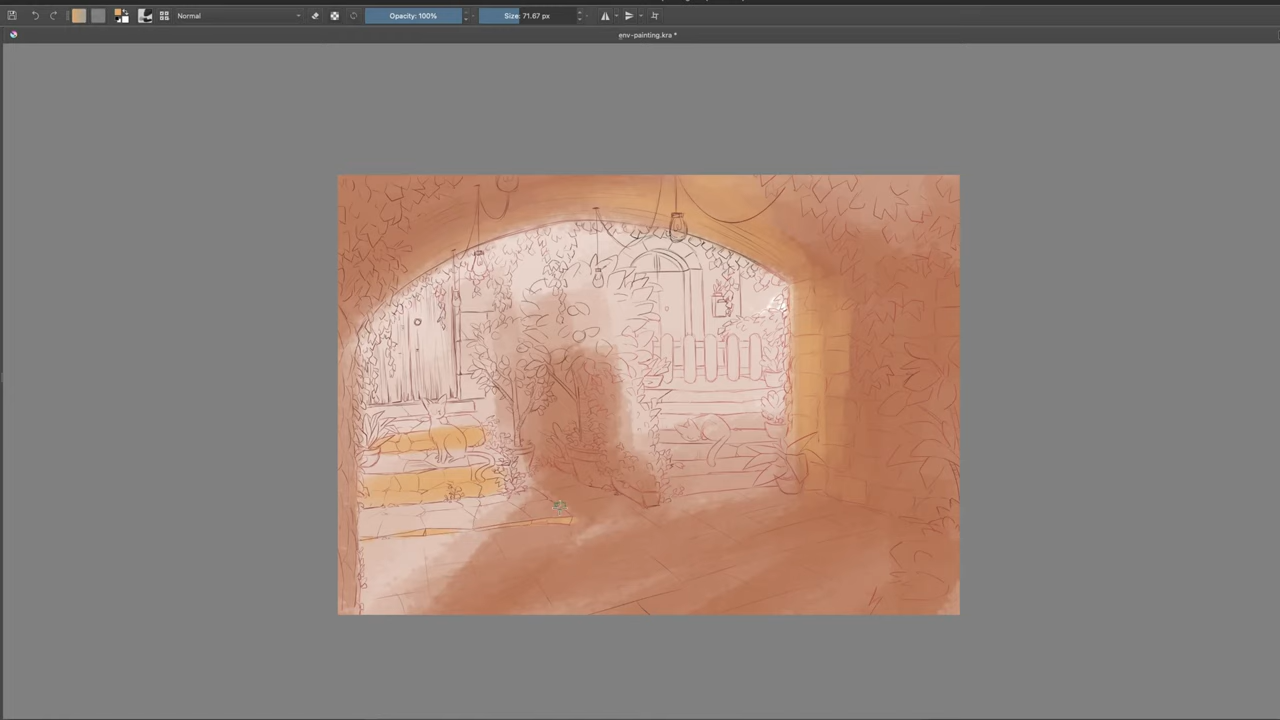 Normal
Opacity: 100%
Size: 71.67 px
env-painting.kra *